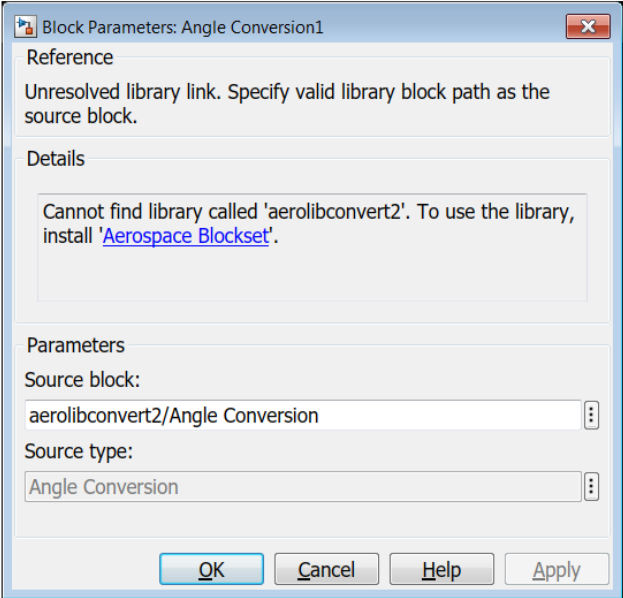 Block Parameters: Angle Conversion1
Reference
Unresolved library link. Specify valid library block path as the
source block.
Details
Cannot find library called 'aerolibconvert2'. To use the library,
install 'Aerospace Blockset'.
Parameters
Source block:
aerolibconvert2/Angle Conversion
Source type:
Angle Conversion
OK Cancel Help Apply